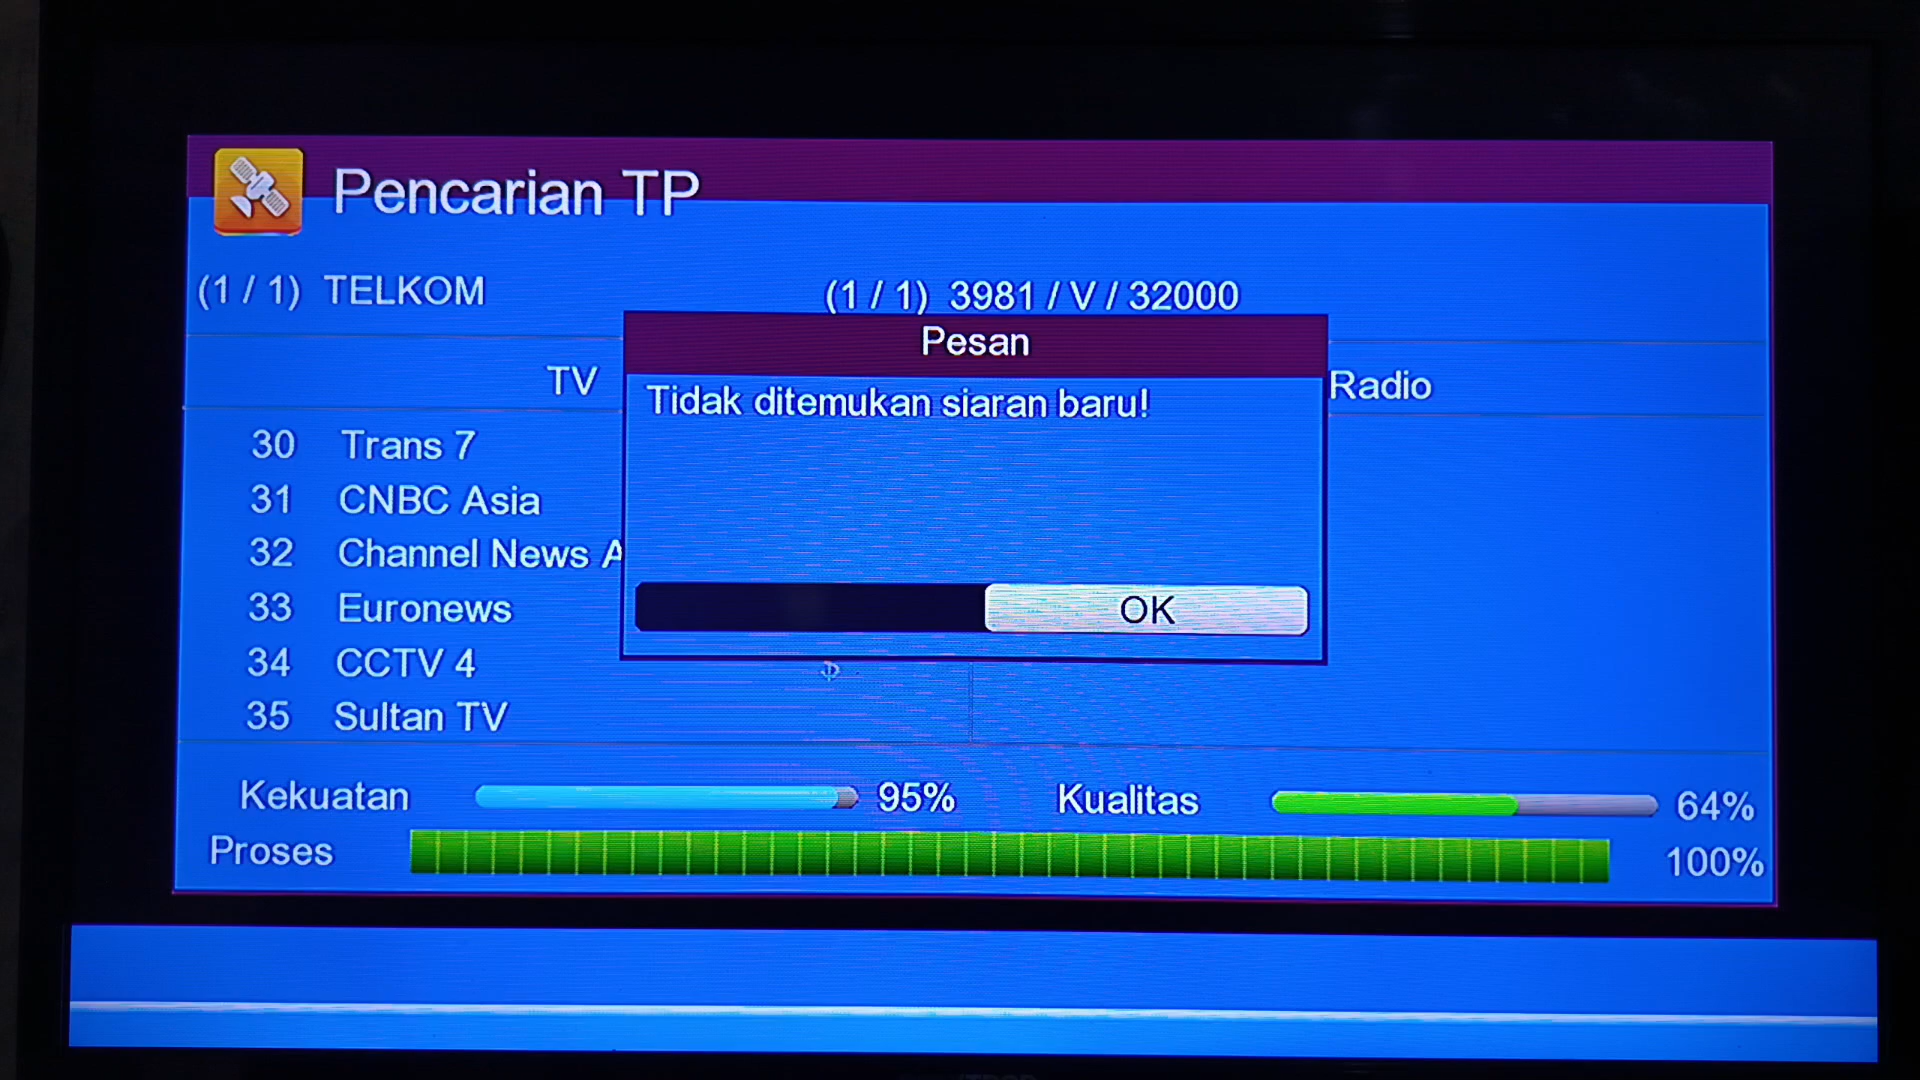 Pencarian TP
(1 / 1) TELKOM
(1 / 1) 3981 / V / 32000
Pesan
TV
Radio
Tidak ditemukan siaran baru!
30 Trans 7
31 CNBC Asia
32 Channel News A
33 Euronews
34 CCTV 4
35 Sultan TV
OK
Kekuatan 95%
Kualitas 64%
Proses 100%